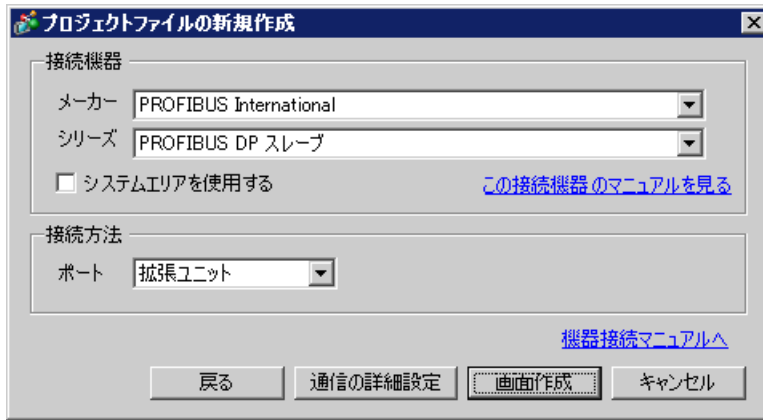 プロジェクトファイルの新規作成
接続機器
メーカー PROFIBUS International
シリーズ PROFIBUS DP スレーブ
システムエリアを使用する この接続機器のマニュアルを見る
接続方法
ポート 拡張ユニット
機器接続マニュアルへ
戻る 通信の詳細設定 画面作成 キャンセル